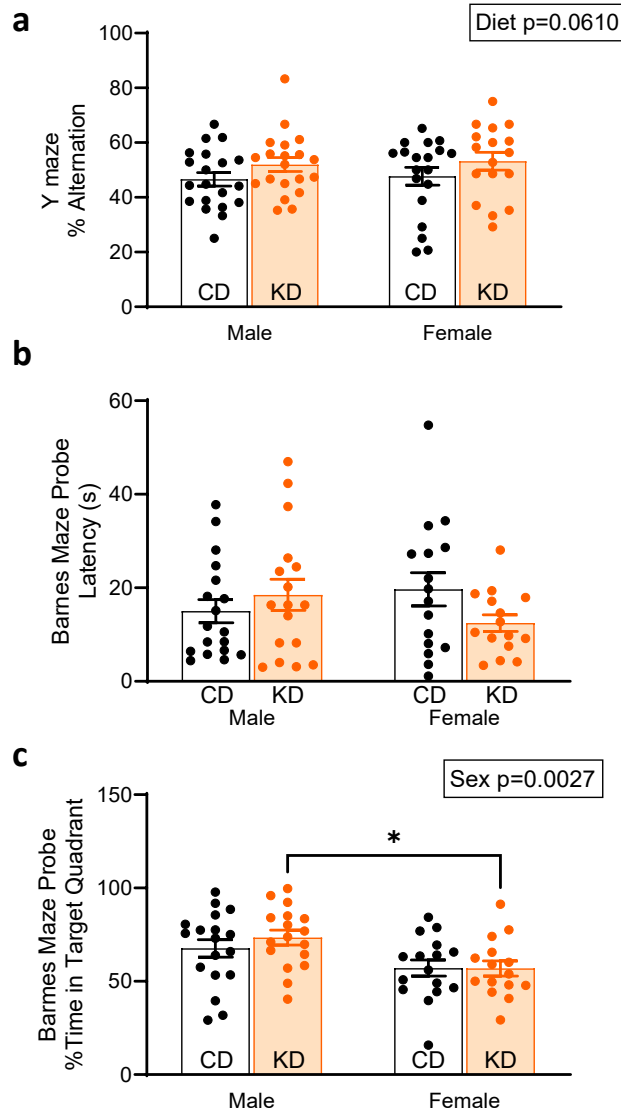 a
Diet p=0.0610
100
80
60
40
20
0
Y maze
% Alternation
CD KD CD KD
Male Female
b
60
40
20
0
Barnes Maze Probe
Latency (s)
CD KD CD KD
Male Female
c
Sex p=0.0027
150
100
50
0
Barnes Maze Probe
%Time in Target Quadrant
*
CD KD CD KD
Male Female